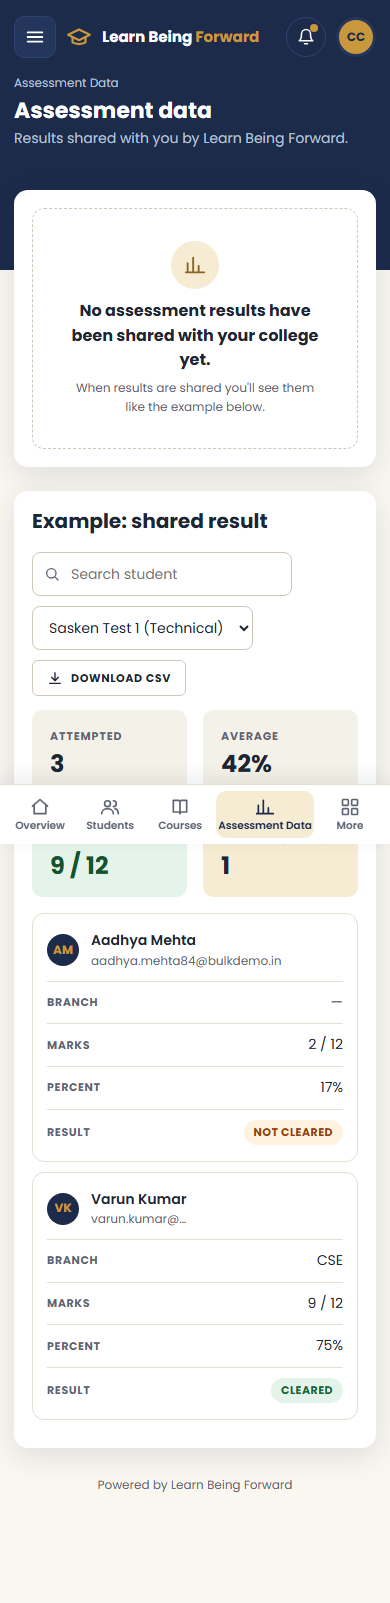 Learn Being Forward
CC
Assessment Data
Assessment data
Results shared with you by Learn Being Forward.
No assessment results have
been shared with your college
yet.
When results are shared you'll see them
like the example below.
Example: shared result
Search student
Sasken Test 1 (Technical)
DOWNLOAD CSV
ATTEMPTED
3
AVERAGE
42%
Overview
Students
Courses
Assessment Data
More
9 / 12
1
AM
Aadhya Mehta
aadhya.mehta84@bulkdemo.in
BRANCH
—
MARKS
2 / 12
PERCENT
17%
RESULT
NOT CLEARED
VK
Varun Kumar
varun.kumar@...
BRANCH
CSE
MARKS
9 / 12
PERCENT
75%
RESULT
CLEARED
Powered by Learn Being Forward